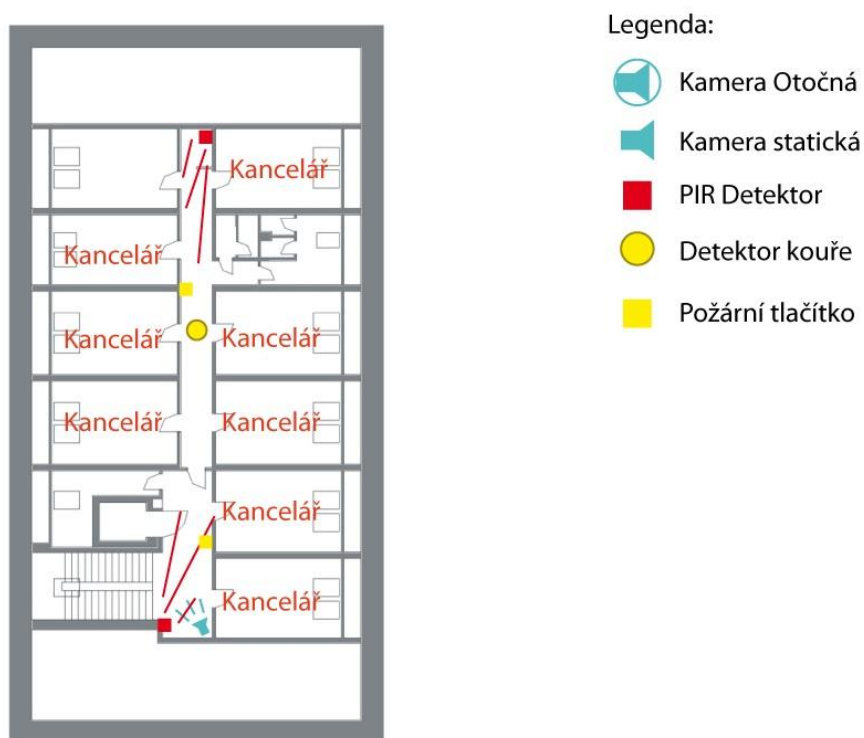 Legenda:
Kamera Otočná
Kamera statická
PIR Detektor
Detektor kouře
Požární tlačítko
Kancelář
Kancelář
Kancelář
Kancelář
Kancelář
Kancelář
Kancelář
Kancelář